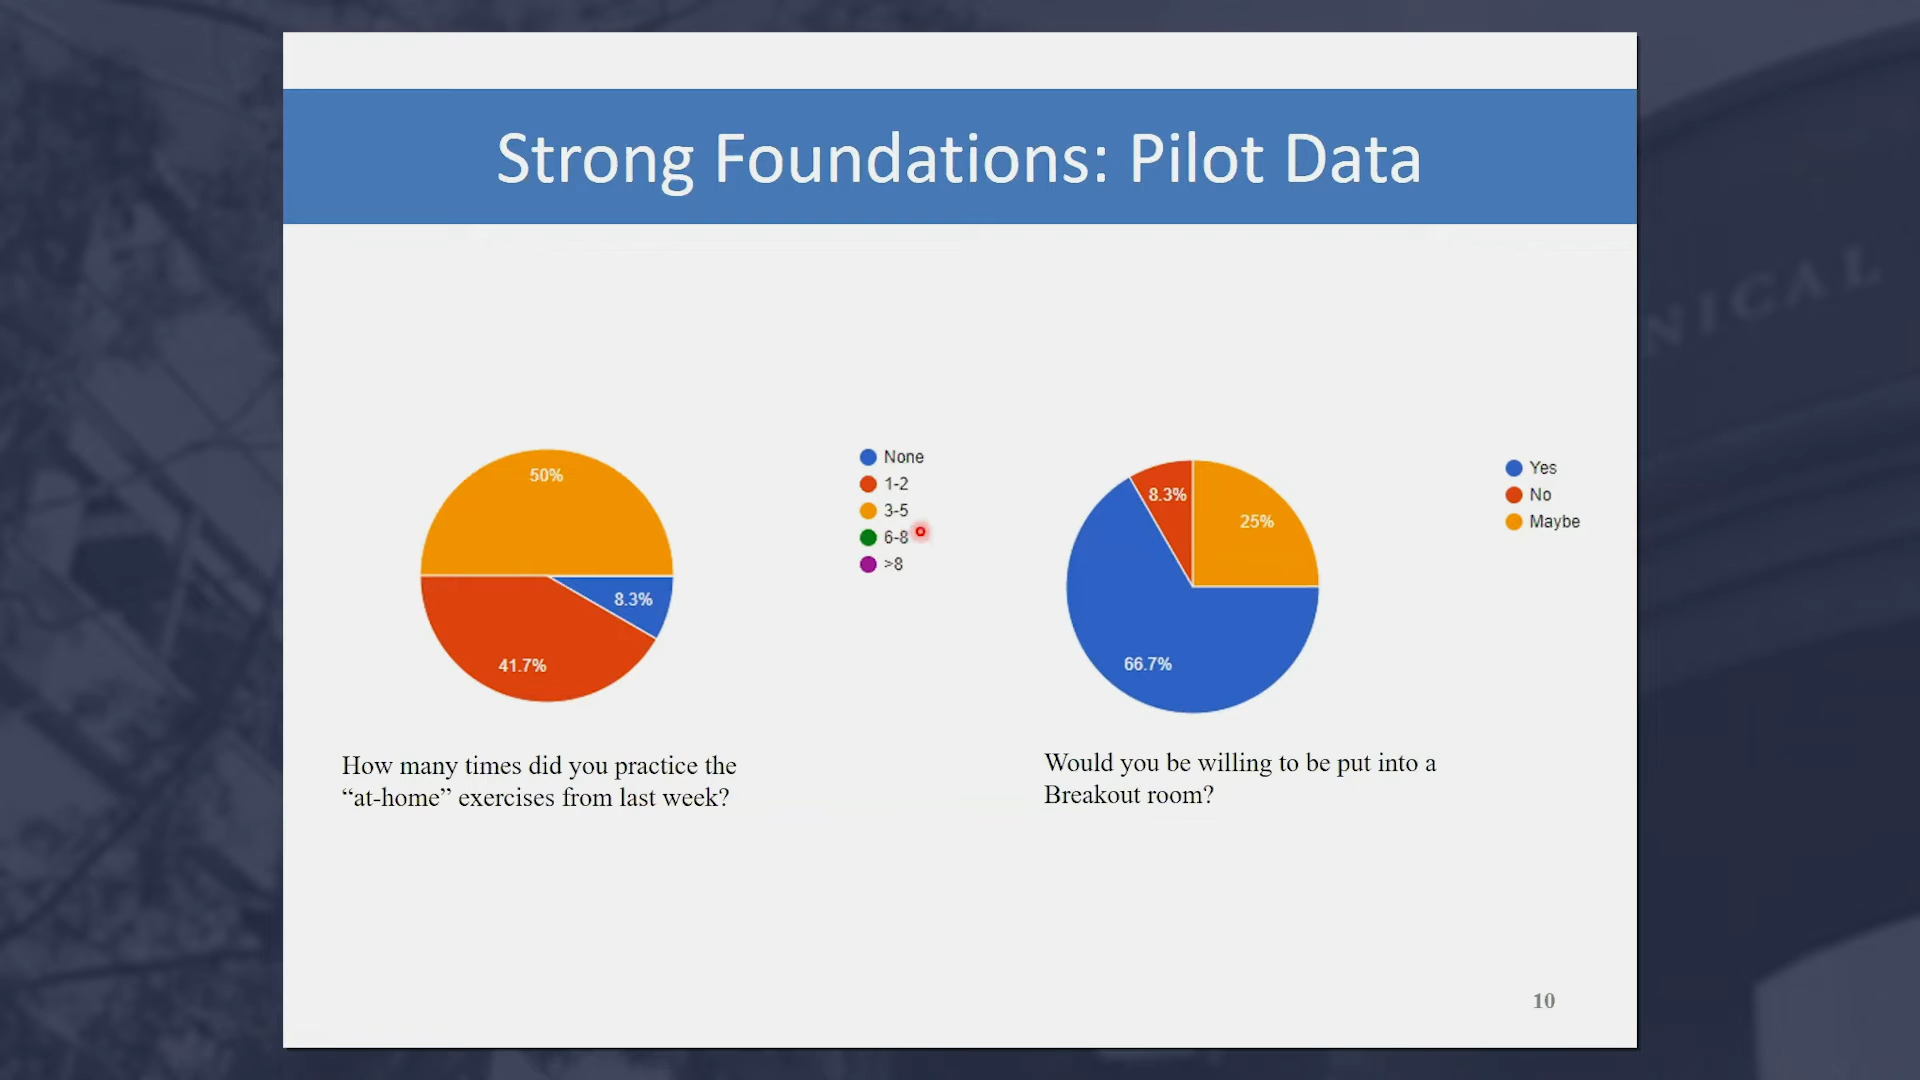 Strong Foundations: Pilot Data
50%
8.3%
41.7%
None
1-2
3-5
6-8
>8
How many times did you practice the
“at-home” exercises from last week?
8.3%
25%
66.7%
Yes
No
Maybe
Would you be willing to be put into a
Breakout room?
10
NICAL